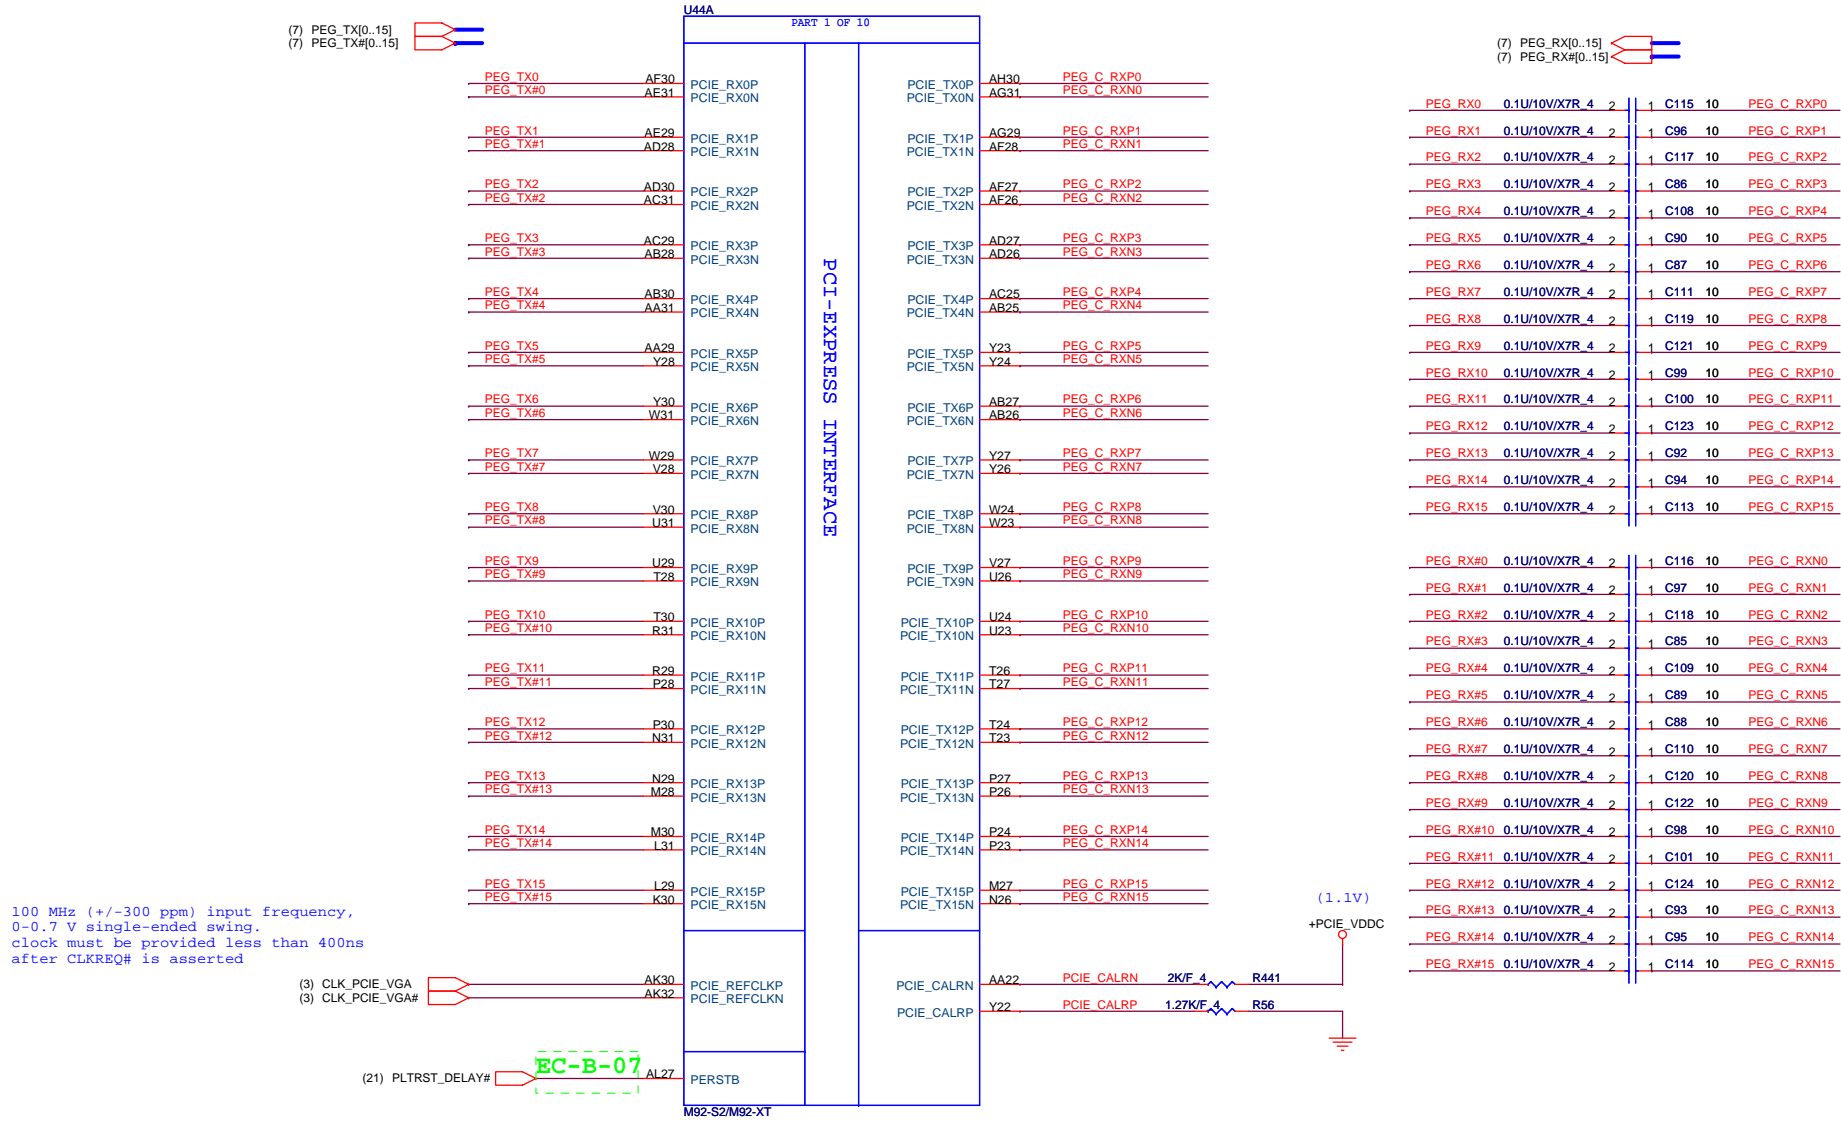 U44A
PART 1 OF 10
(7) PEG_TX[0..15]
(7) PEG_TX#[0..15]
(7) PEG_RX[0..15]
(7) PEG_RX#[0..15]
PEG_TX0 AF30 PCIE_RX0P PCIE_TX0P AH30 PEG_C_RXP0
PEG_TX#0 AE31 PCIE_RX0N PCIE_TX0N AG31 PEG_C_RXN0
PEG_TX1 AE29 PCIE_RX1P PCIE_TX1P AG29 PEG_C_RXP1
PEG_TX#1 AD28 PCIE_RX1N PCIE_TX1N AF28 PEG_C_RXN1
PEG_TX2 AD30 PCIE_RX2P PCIE_TX2P AF27 PEG_C_RXP2
PEG_TX#2 AC31 PCIE_RX2N PCIE_TX2N AF26 PEG_C_RXN2
PEG_TX3 AC29 PCIE_RX3P PCIE_TX3P AD27 PEG_C_RXP3
PEG_TX#3 AB28 PCIE_RX3N PCIE_TX3N AD26 PEG_C_RXN3
PEG_TX4 AB30 PCIE_RX4P PCIE_TX4P AC25 PEG_C_RXP4
PEG_TX#4 AA31 PCIE_RX4N PCIE_TX4N AB25 PEG_C_RXN4
PEG_TX5 AA29 PCIE_RX5P PCIE_TX5P Y23 PEG_C_RXP5
PEG_TX#5 Y28 PCIE_RX5N PCIE_TX5N Y24 PEG_C_RXN5
PEG_TX6 Y30 PCIE_RX6P PCIE_TX6P AB27 PEG_C_RXP6
PEG_TX#6 W31 PCIE_RX6N PCIE_TX6N AB26 PEG_C_RXN6
PEG_TX7 W29 PCIE_RX7P PCIE_TX7P Y27 PEG_C_RXP7
PEG_TX#7 V28 PCIE_RX7N PCIE_TX7N Y26 PEG_C_RXN7
PEG_TX8 V30 PCIE_RX8P PCIE_TX8P W24 PEG_C_RXP8
PEG_TX#8 U31 PCIE_RX8N PCIE_TX8N W23 PEG_C_RXN8
PEG_TX9 U29 PCIE_RX9P PCIE_TX9P V27 PEG_C_RXP9
PEG_TX#9 T28 PCIE_RX9N PCIE_TX9N U26 PEG_C_RXN9
PEG_TX10 T30 PCIE_RX10P PCIE_TX10P U24 PEG_C_RXP10
PEG_TX#10 R31 PCIE_RX10N PCIE_TX10N U23 PEG_C_RXN10
PEG_TX11 R29 PCIE_RX11P PCIE_TX11P T26 PEG_C_RXP11
PEG_TX#11 P28 PCIE_RX11N PCIE_TX11N T27 PEG_C_RXN11
PEG_TX12 P30 PCIE_RX12P PCIE_TX12P T24 PEG_C_RXP12
PEG_TX#12 N31 PCIE_RX12N PCIE_TX12N T23 PEG_C_RXN12
PEG_TX13 N29 PCIE_RX13P PCIE_TX13P P27 PEG_C_RXP13
PEG_TX#13 M28 PCIE_RX13N PCIE_TX13N P26 PEG_C_RXN13
PEG_TX14 M30 PCIE_RX14P PCIE_TX14P P24 PEG_C_RXP14
PEG_TX#14 L31 PCIE_RX14N PCIE_TX14N P23 PEG_C_RXN14
PEG_TX15 L29 PCIE_RX15P PCIE_TX15P M27 PEG_C_RXP15
PEG_TX#15 K30 PCIE_RX15N PCIE_TX15N N26 PEG_C_RXN15
PCI-EXPRESS INTERFACE
PEG_RX0 0.1U/10V/X7R_4 2 1 C115 10 PEG_C_RXP0
PEG_RX1 0.1U/10V/X7R_4 2 1 C96 10 PEG_C_RXP1
PEG_RX2 0.1U/10V/X7R_4 2 1 C117 10 PEG_C_RXP2
PEG_RX3 0.1U/10V/X7R_4 2 1 C86 10 PEG_C_RXP3
PEG_RX4 0.1U/10V/X7R_4 2 1 C108 10 PEG_C_RXP4
PEG_RX5 0.1U/10V/X7R_4 2 1 C90 10 PEG_C_RXP5
PEG_RX6 0.1U/10V/X7R_4 2 1 C87 10 PEG_C_RXP6
PEG_RX7 0.1U/10V/X7R_4 2 1 C111 10 PEG_C_RXP7
PEG_RX8 0.1U/10V/X7R_4 2 1 C119 10 PEG_C_RXP8
PEG_RX9 0.1U/10V/X7R_4 2 1 C121 10 PEG_C_RXP9
PEG_RX10 0.1U/10V/X7R_4 2 1 C99 10 PEG_C_RXP10
PEG_RX11 0.1U/10V/X7R_4 2 1 C100 10 PEG_C_RXP11
PEG_RX12 0.1U/10V/X7R_4 2 1 C123 10 PEG_C_RXP12
PEG_RX13 0.1U/10V/X7R_4 2 1 C92 10 PEG_C_RXP13
PEG_RX14 0.1U/10V/X7R_4 2 1 C94 10 PEG_C_RXP14
PEG_RX15 0.1U/10V/X7R_4 2 1 C113 10 PEG_C_RXP15
PEG_RX#0 0.1U/10V/X7R_4 2 1 C116 10 PEG_C_RXN0
PEG_RX#1 0.1U/10V/X7R_4 2 1 C97 10 PEG_C_RXN1
PEG_RX#2 0.1U/10V/X7R_4 2 1 C118 10 PEG_C_RXN2
PEG_RX#3 0.1U/10V/X7R_4 2 1 C85 10 PEG_C_RXN3
PEG_RX#4 0.1U/10V/X7R_4 2 1 C109 10 PEG_C_RXN4
PEG_RX#5 0.1U/10V/X7R_4 2 1 C89 10 PEG_C_RXN5
PEG_RX#6 0.1U/10V/X7R_4 2 1 C88 10 PEG_C_RXN6
PEG_RX#7 0.1U/10V/X7R_4 2 1 C110 10 PEG_C_RXN7
PEG_RX#8 0.1U/10V/X7R_4 2 1 C120 10 PEG_C_RXN8
PEG_RX#9 0.1U/10V/X7R_4 2 1 C122 10 PEG_C_RXN9
PEG_RX#10 0.1U/10V/X7R_4 2 1 C98 10 PEG_C_RXN10
PEG_RX#11 0.1U/10V/X7R_4 2 1 C101 10 PEG_C_RXN11
PEG_RX#12 0.1U/10V/X7R_4 2 1 C124 10 PEG_C_RXN12
PEG_RX#13 0.1U/10V/X7R_4 2 1 C93 10 PEG_C_RXN13
PEG_RX#14 0.1U/10V/X7R_4 2 1 C95 10 PEG_C_RXN14
PEG_RX#15 0.1U/10V/X7R_4 2 1 C114 10 PEG_C_RXN15
100 MHz (+/-300 ppm) input frequency,
0-0.7 V single-ended swing.
clock must be provided less than 400ns
after CLKREQ# is asserted
(1.1V)
+PCIE_VDDC
(3) CLK_PCIE_VGA AK30 PCIE_REFCLKP PCIE_CALRN AA22 PCIE_CALRN 2K/F_4 R441
(3) CLK_PCIE_VGA# AK32 PCIE_REFCLKN
PCIE_CALRP Y22 PCIE_CALRP 1.27K/F_4 R56
EC-B-07
(21) PLTRST_DELAY# AL27 PERSTB
M92-S2/M92-XT